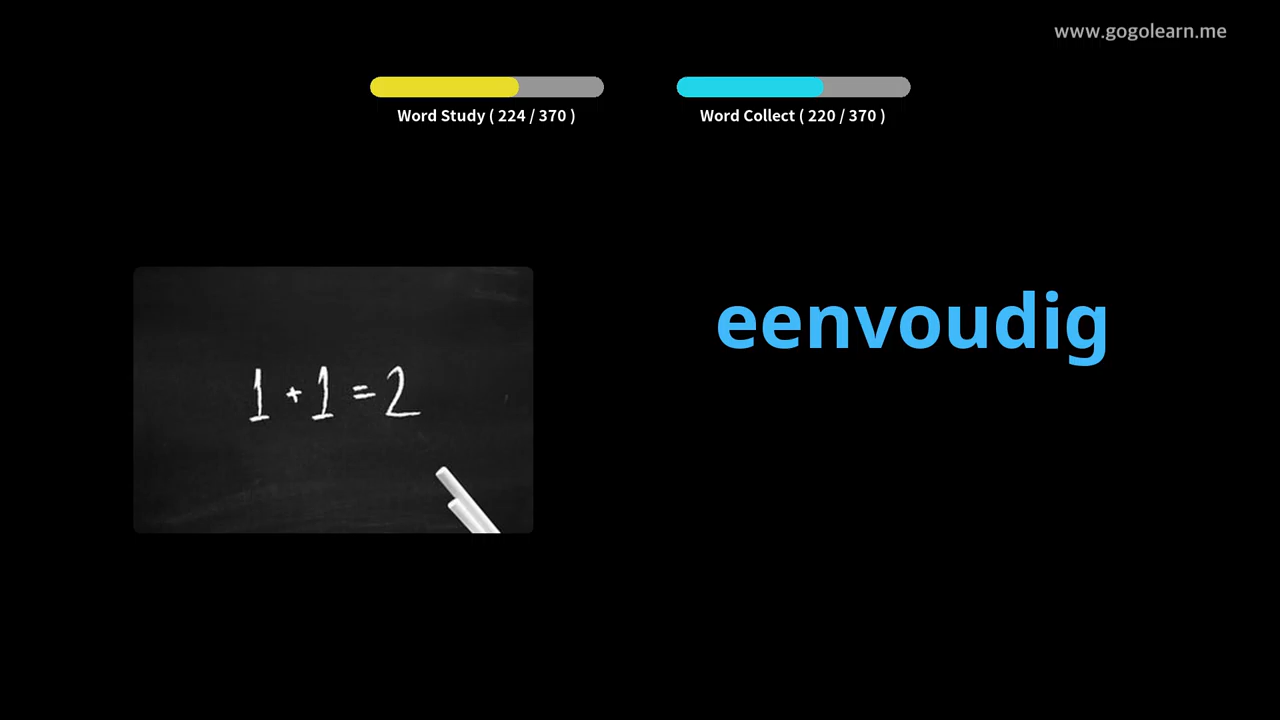 www.gogolearn.me
Word Study ( 224 / 370 )
Word Collect ( 220 / 370 )
eenvoudig
1 + 1 = 2